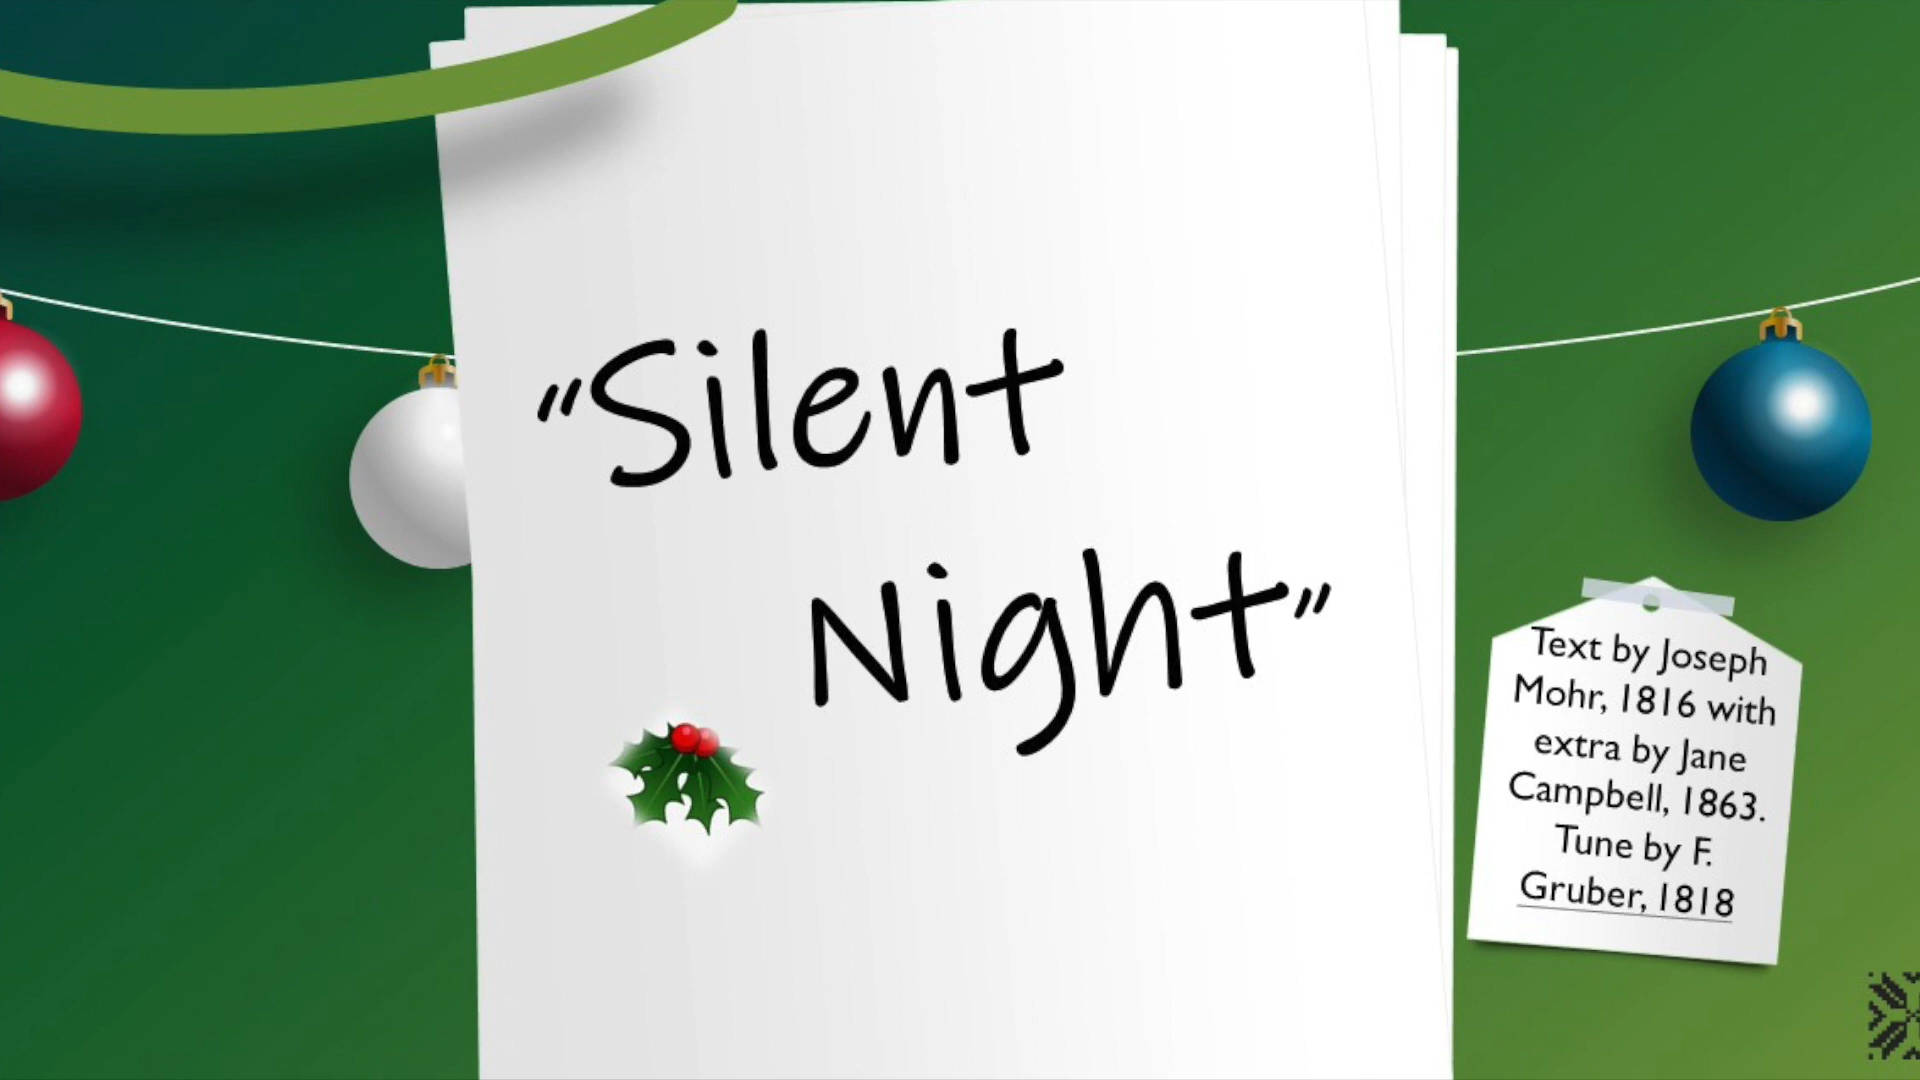 “Silent
Night”
Text by Joseph
Mohr, 1816 with
extra by Jane
Campbell, 1863.
Tune by F.
Gruber, 1818